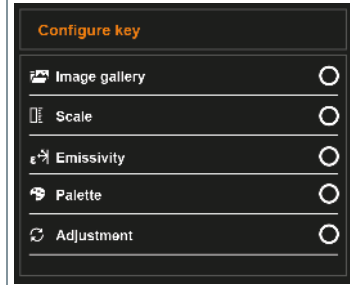 Configure key
Image gallery
Scale
Emissivity
Palette
Adjustment